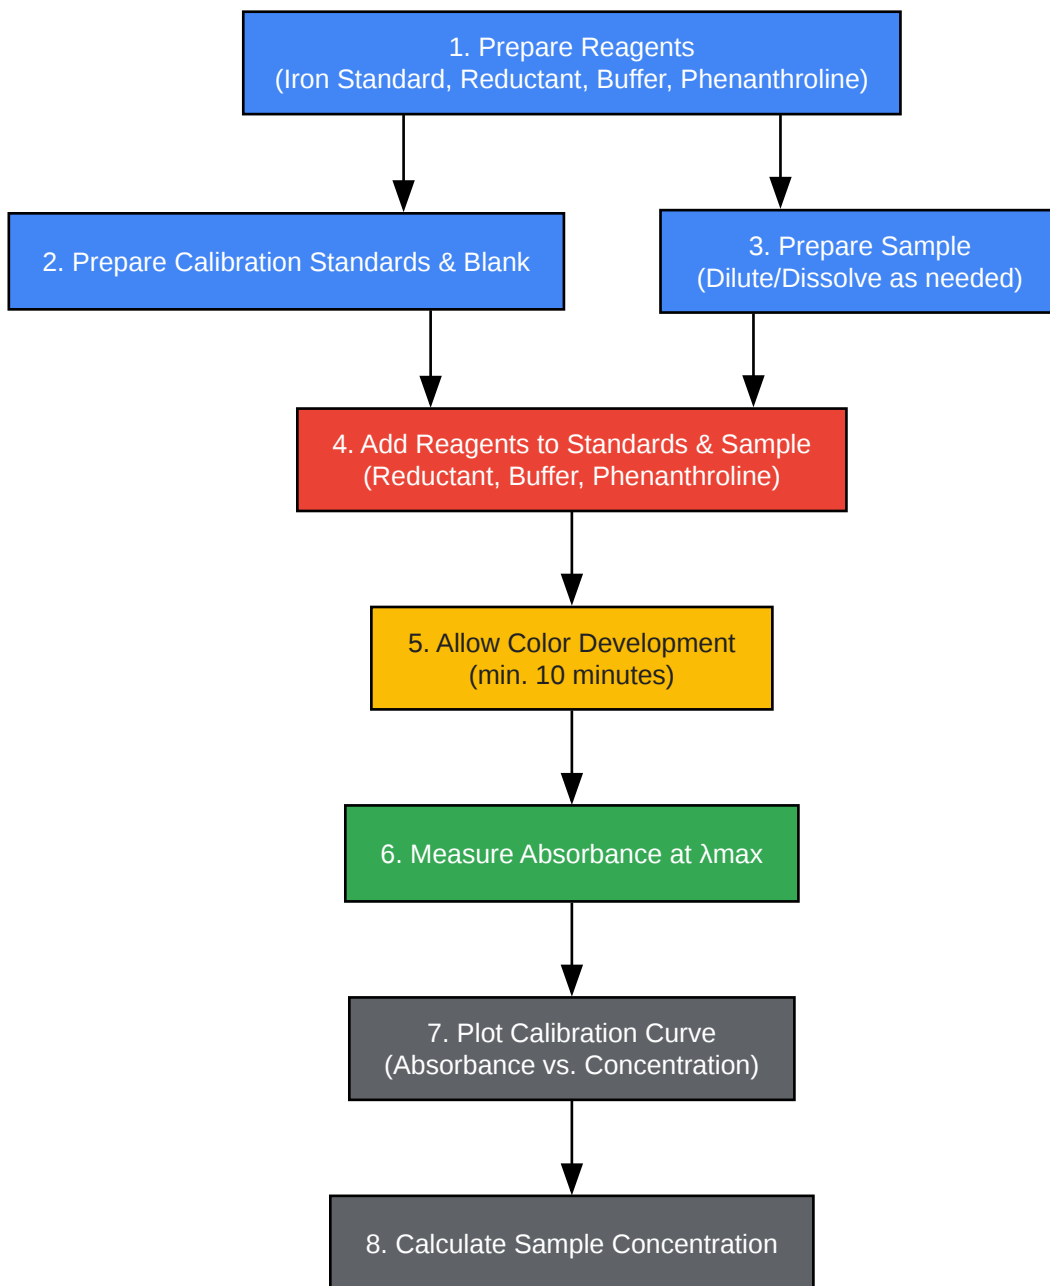 1. Prepare Reagents
(Iron Standard, Reductant, Buffer, Phenanthroline)
2. Prepare Calibration Standards & Blank
3. Prepare Sample
(Dilute/Dissolve as needed)
4. Add Reagents to Standards & Sample
(Reductant, Buffer, Phenanthroline)
5. Allow Color Development
(min. 10 minutes)
6. Measure Absorbance at λmax
7. Plot Calibration Curve
(Absorbance vs. Concentration)
8. Calculate Sample Concentration